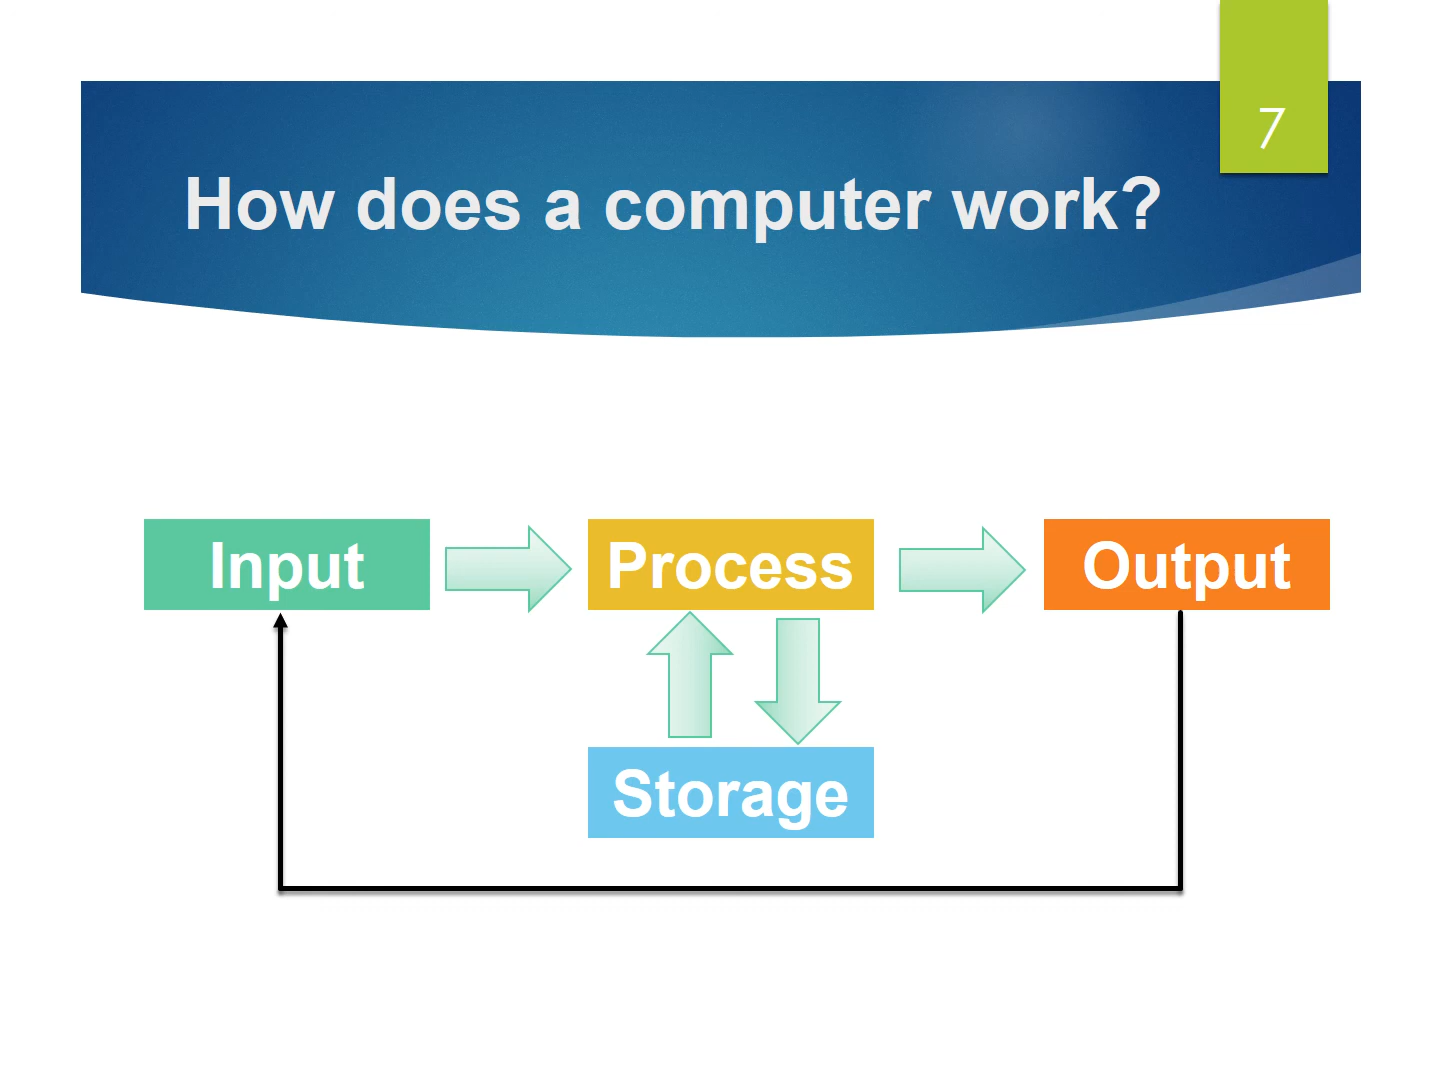 7
How does a computer work?
Input
Process
Output
Storage